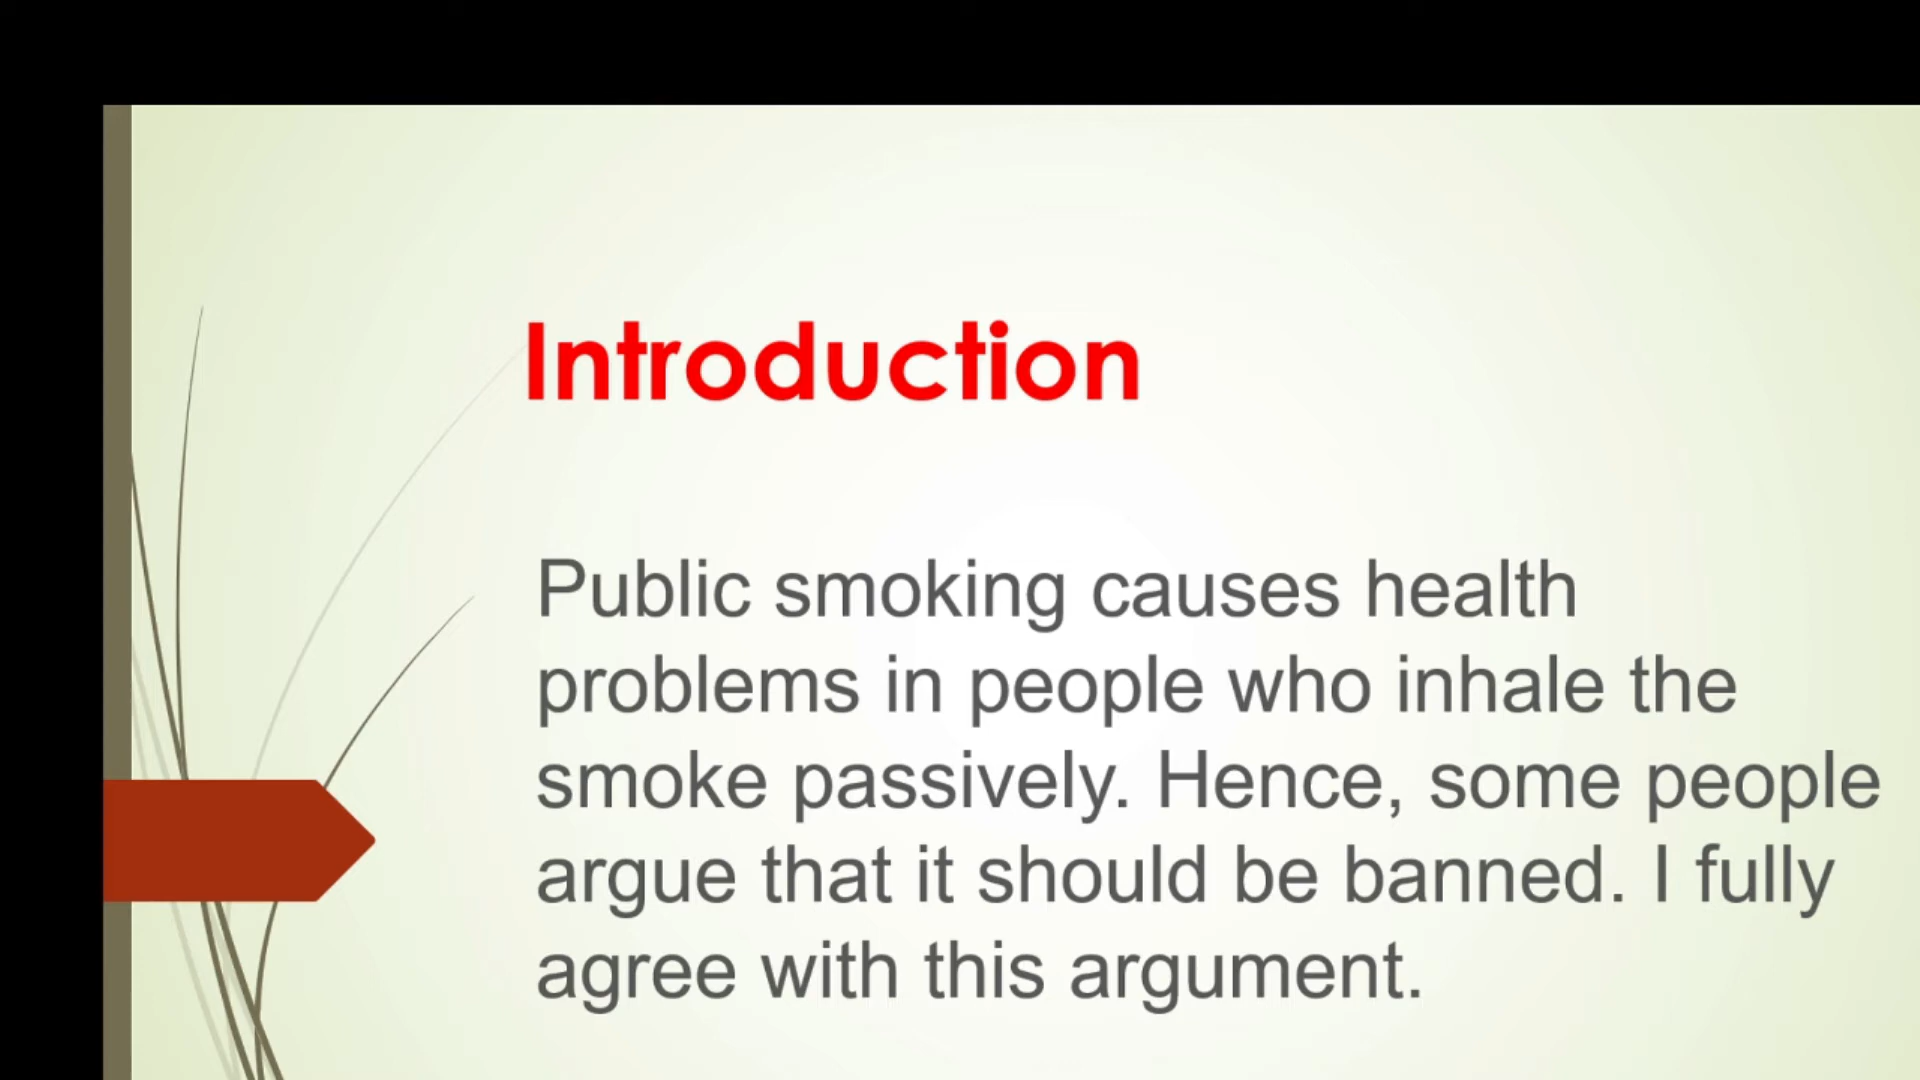 Introduction
Public smoking causes health
problems in people who inhale the
smoke passively. Hence, some people
argue that it should be banned. I fully
agree with this argument.